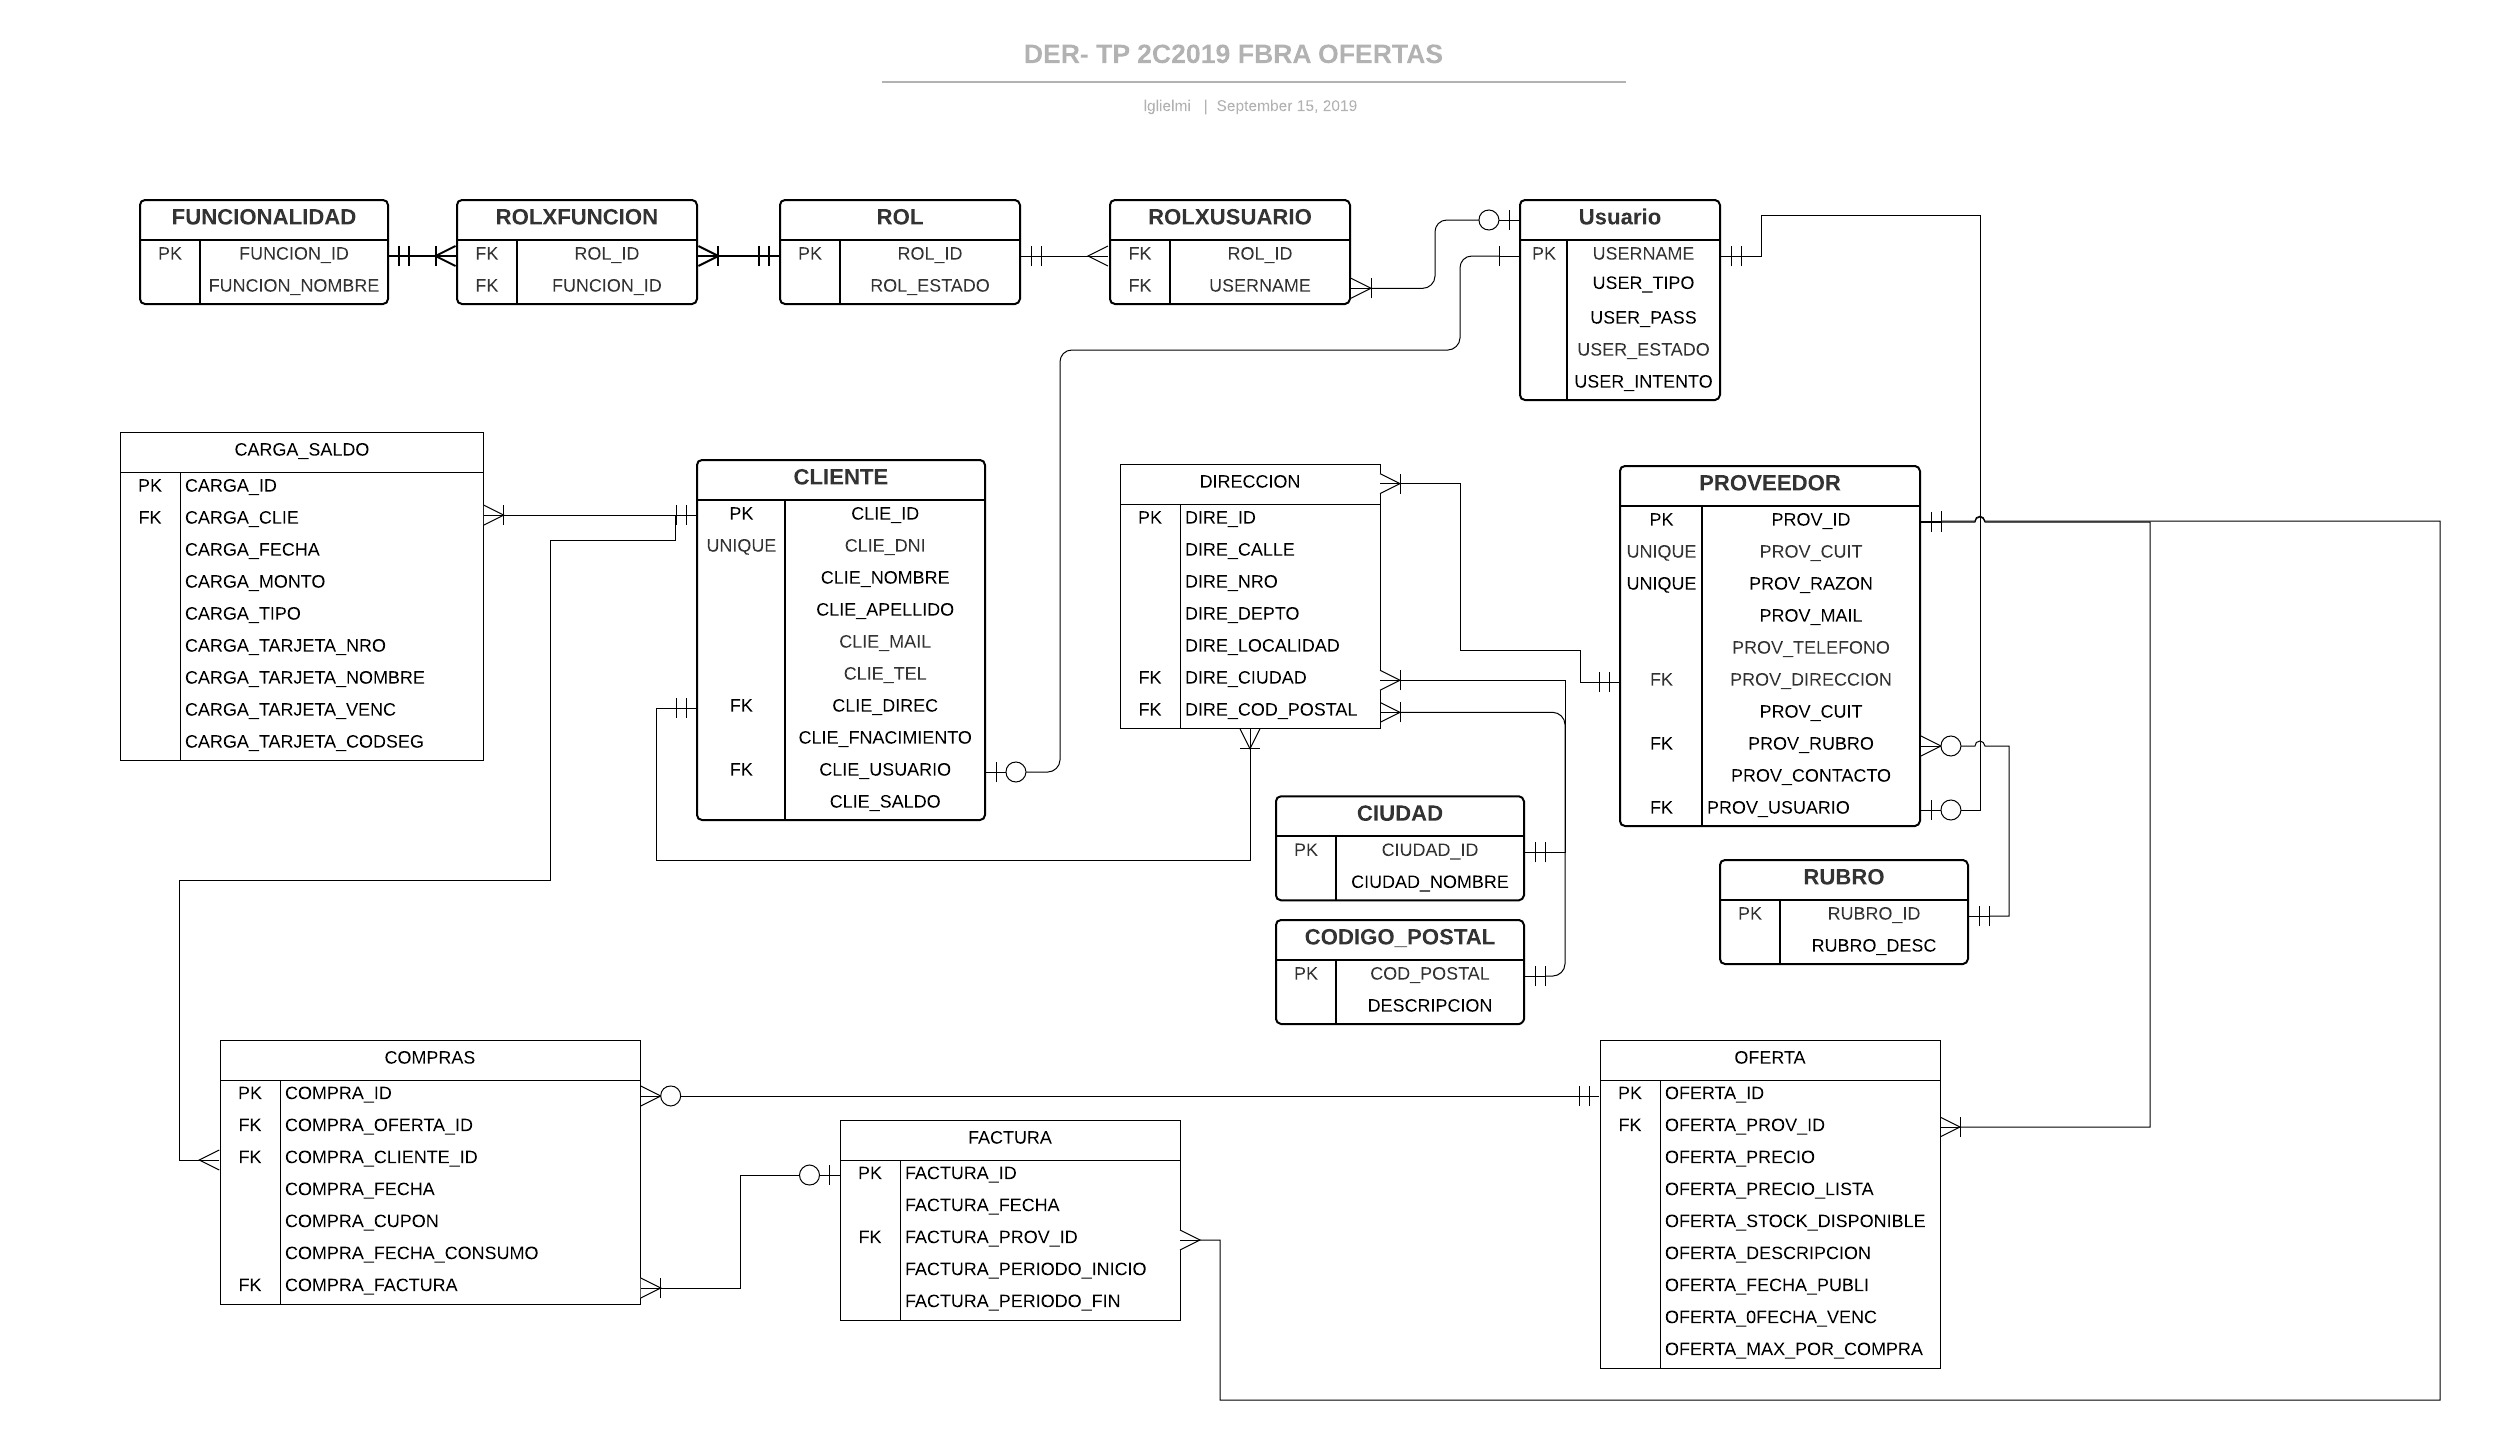 DER- TP 2C2019 FBRA OFERTAS
lglielmi | September 15, 2019
FUNCIONALIDAD
PK FUNCION_ID
FUNCION_NOMBRE
ROLXFUNCION
FK ROL_ID
FK FUNCION_ID
ROL
PK ROL_ID
ROL_ESTADO
ROLXUSUARIO
FK ROL_ID
FK USERNAME
Usuario
PK USERNAME
USER_TIPO
USER_PASS
USER_ESTADO
USER_INTENTO
CARGA_SALDO
PK CARGA_ID
FK CARGA_CLIE
CARGA_FECHA
CARGA_MONTO
CARGA_TIPO
CARGA_TARJETA_NRO
CARGA_TARJETA_NOMBRE
CARGA_TARJETA_VENC
CARGA_TARJETA_CODSEG
CLIENTE
PK CLIE_ID
UNIQUE CLIE_DNI
CLIE_NOMBRE
CLIE_APELLIDO
CLIE_MAIL
CLIE_TEL
FK CLIE_DIREC
CLIE_FNACIMIENTO
FK CLIE_USUARIO
CLIE_SALDO
DIRECCION
PK DIRE_ID
DIRE_CALLE
DIRE_NRO
DIRE_DEPTO
DIRE_LOCALIDAD
FK DIRE_CIUDAD
FK DIRE_COD_POSTAL
PROVEEDOR
PK PROV_ID
UNIQUE PROV_CUIT
UNIQUE PROV_RAZON
PROV_MAIL
PROV_TELEFONO
FK PROV_DIRECCION
PROV_CUIT
FK PROV_RUBRO
PROV_CONTACTO
FK PROV_USUARIO
CIUDAD
PK CIUDAD_ID
CIUDAD_NOMBRE
CODIGO_POSTAL
PK COD_POSTAL
DESCRIPCION
RUBRO
PK RUBRO_ID
RUBRO_DESC
COMPRAS
PK COMPRA_ID
FK COMPRA_OFERTA_ID
FK COMPRA_CLIENTE_ID
COMPRA_FECHA
COMPRA_CUPON
COMPRA_FECHA_CONSUMO
FK COMPRA_FACTURA
FACTURA
PK FACTURA_ID
FACTURA_FECHA
FK FACTURA_PROV_ID
FACTURA_PERIODO_INICIO
FACTURA_PERIODO_FIN
OFERTA
PK OFERTA_ID
FK OFERTA_PROV_ID
OFERTA_PRECIO
OFERTA_PRECIO_LISTA
OFERTA_STOCK_DISPONIBLE
OFERTA_DESCRIPCION
OFERTA_FECHA_PUBLI
OFERTA_0FECHA_VENC
OFERTA_MAX_POR_COMPRA